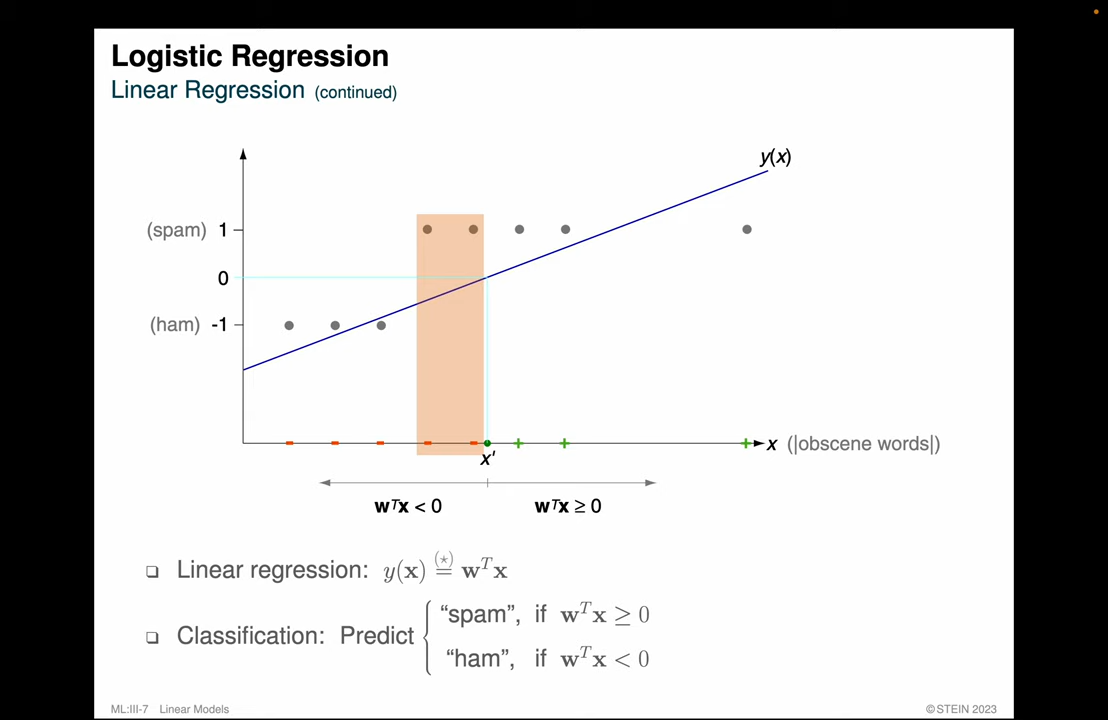 Logistic Regression
Linear Regression (continued)
y(x)
(spam) 1
0
(ham) -1
x (|obscene words|)
x'
wᵀx < 0 wᵀx ≥ 0
❑ Linear regression: y(x) (⋆)= wᵀx
❑ Classification: Predict { “spam”, if wᵀx ≥ 0
“ham”, if wᵀx < 0
ML:III-7 Linear Models © STEIN 2023